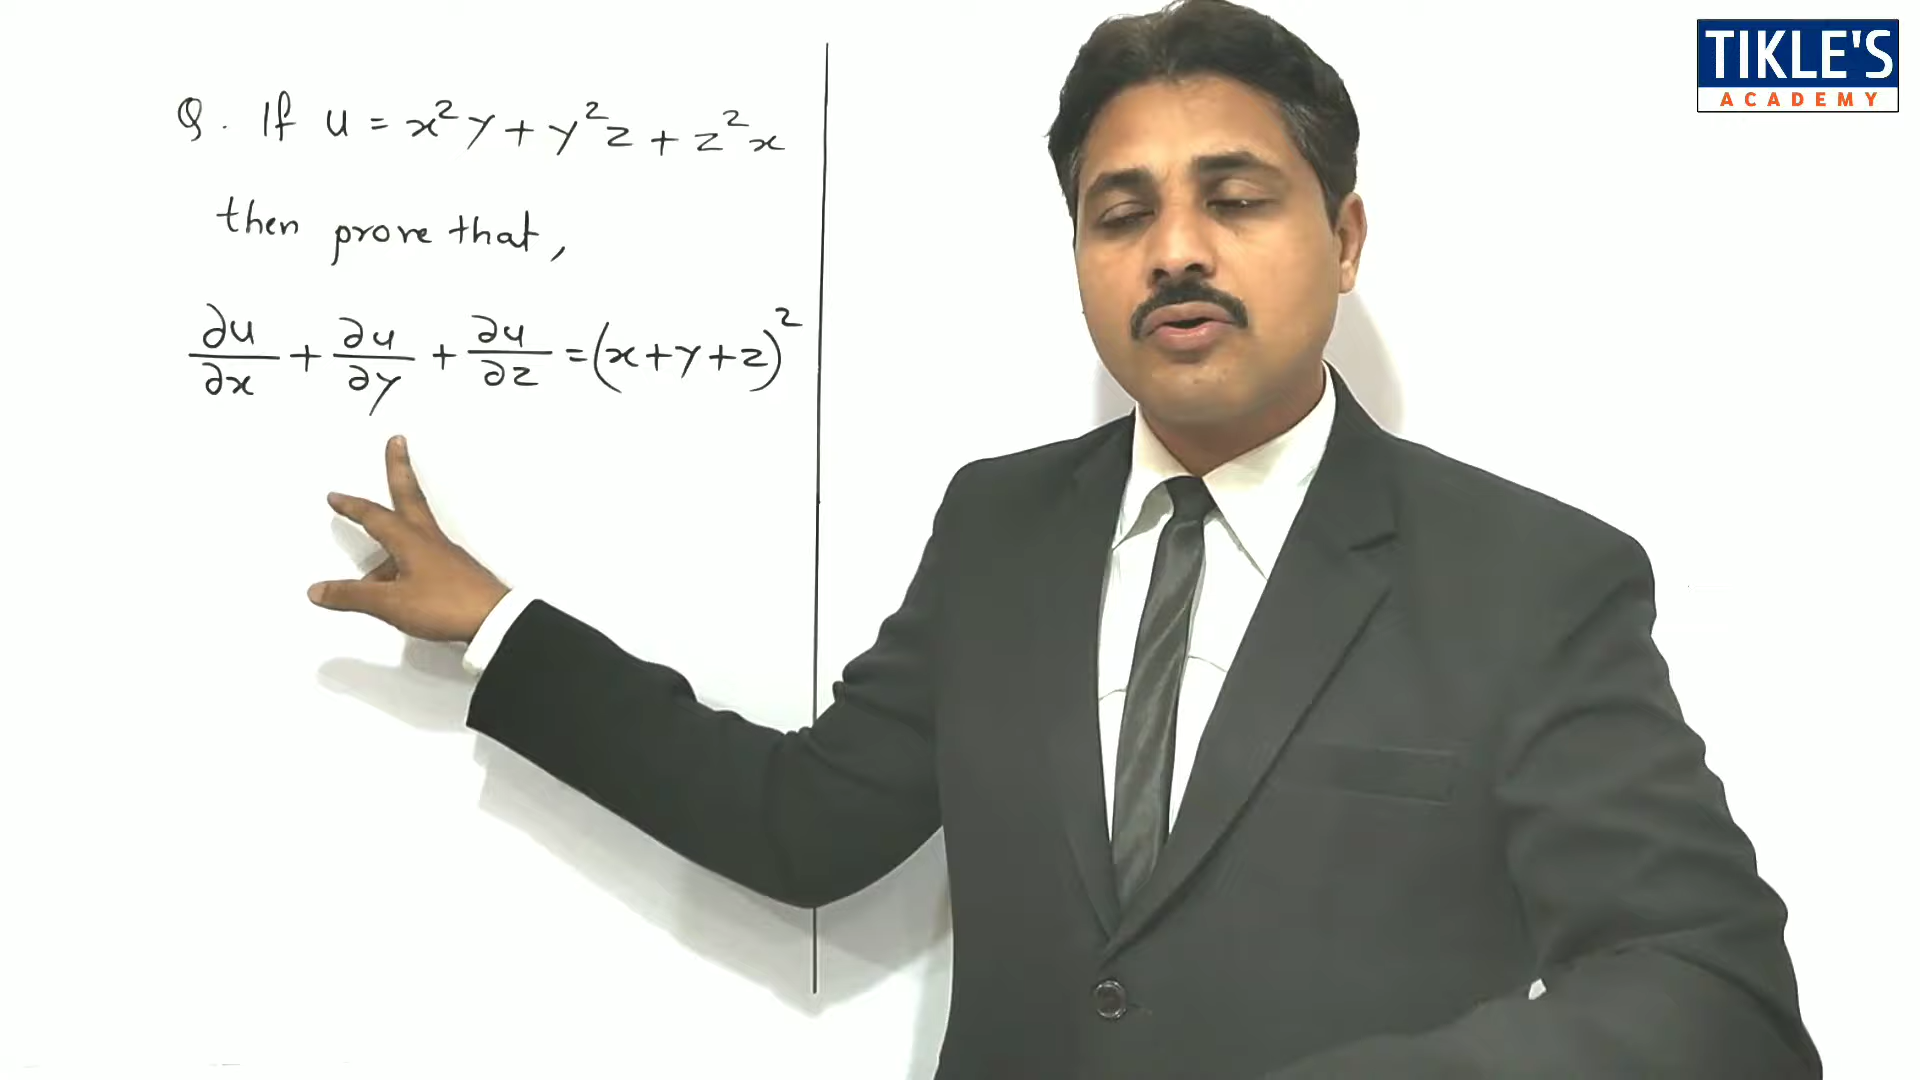 Q. If u = x²y + y²z + z²x
then prove that,
∂u/∂x + ∂u/∂y + ∂u/∂z = (x+y+z)²
TIKLE'S
ACADEMY